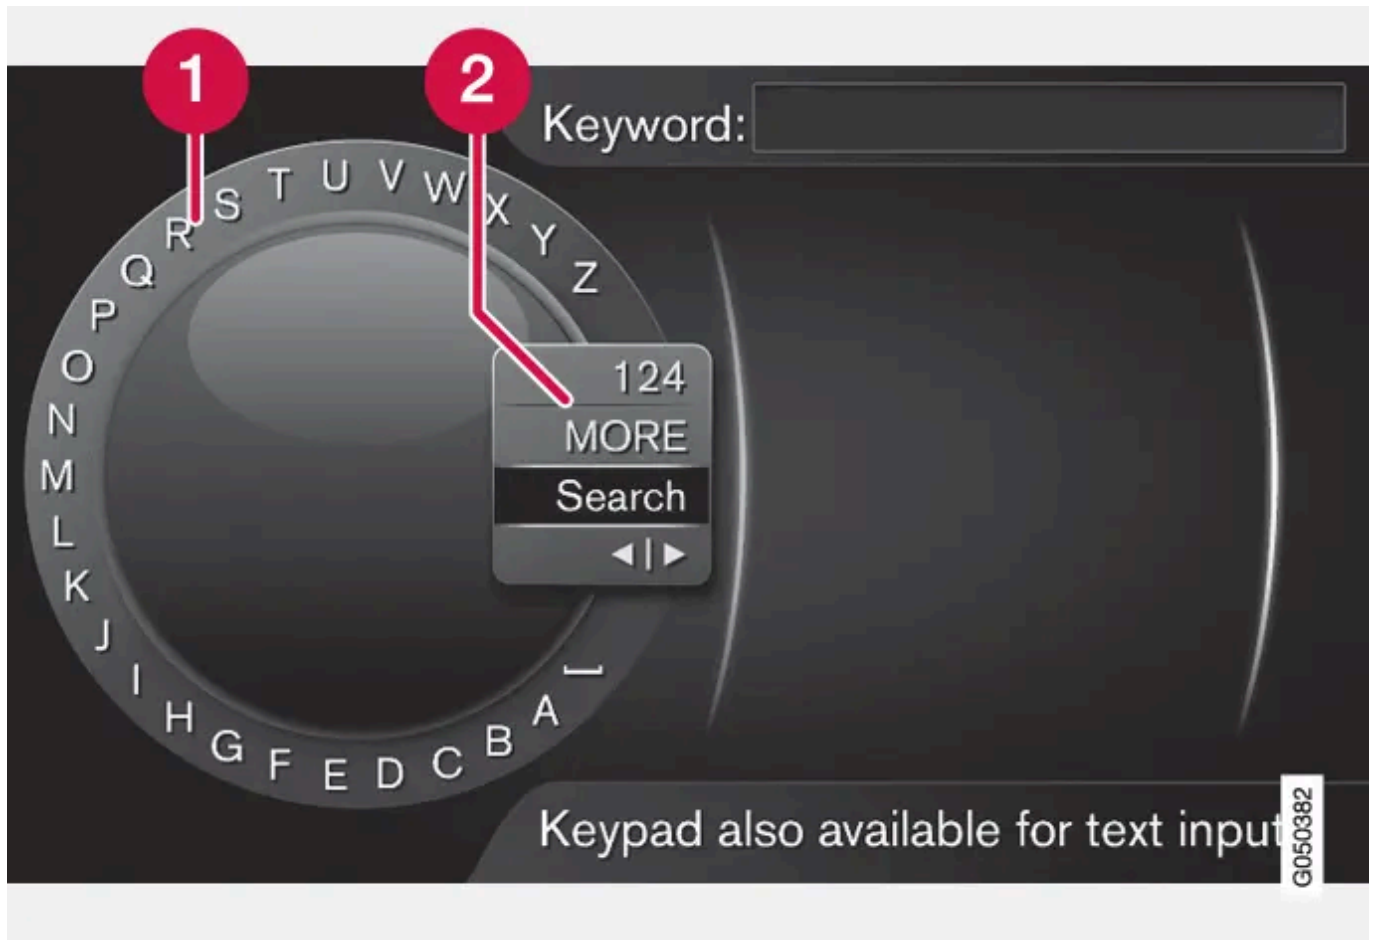 1
2
Keyword:
S T U V W X Y Z
R
Q
P
O
N
M
L
K
J
I
H
G F E D C B A
124
MORE
Search
◀|▶
Keypad also available for text input
G050382